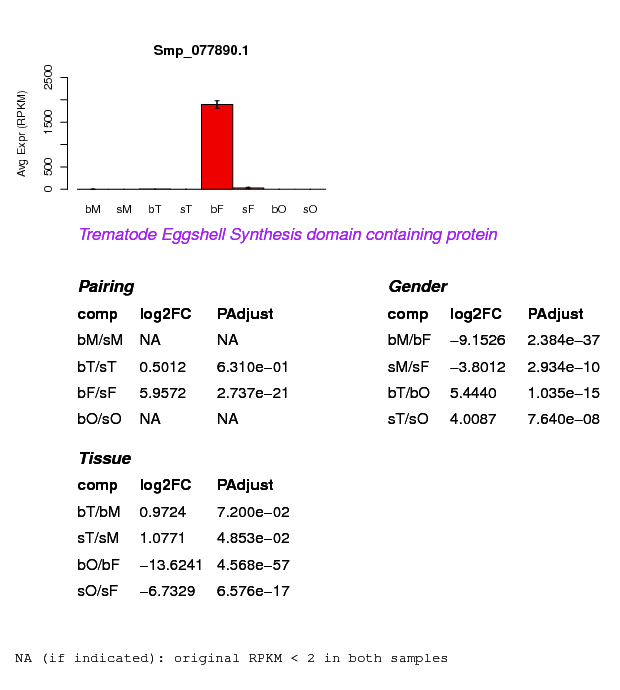 Smp_077890.1
Avg Expr (RPKM)
2500
1500
500
0
bM sM bT sT bF sF bO sO
Trematode Eggshell Synthesis domain containing protein
Pairing
comp log2FC PAdjust
bM/sM NA NA
bT/sT 0.5012 6.310e−01
bF/sF 5.9572 2.737e−21
bO/sO NA NA
Gender
comp log2FC PAdjust
bM/bF −9.1526 2.384e−37
sM/sF −3.8012 2.934e−10
bT/bO 5.4440 1.035e−15
sT/sO 4.0087 7.640e−08
Tissue
comp log2FC PAdjust
bT/bM 0.9724 7.200e−02
sT/sM 1.0771 4.853e−02
bO/bF −13.6241 4.568e−57
sO/sF −6.7329 6.576e−17
NA (if indicated): original RPKM < 2 in both samples